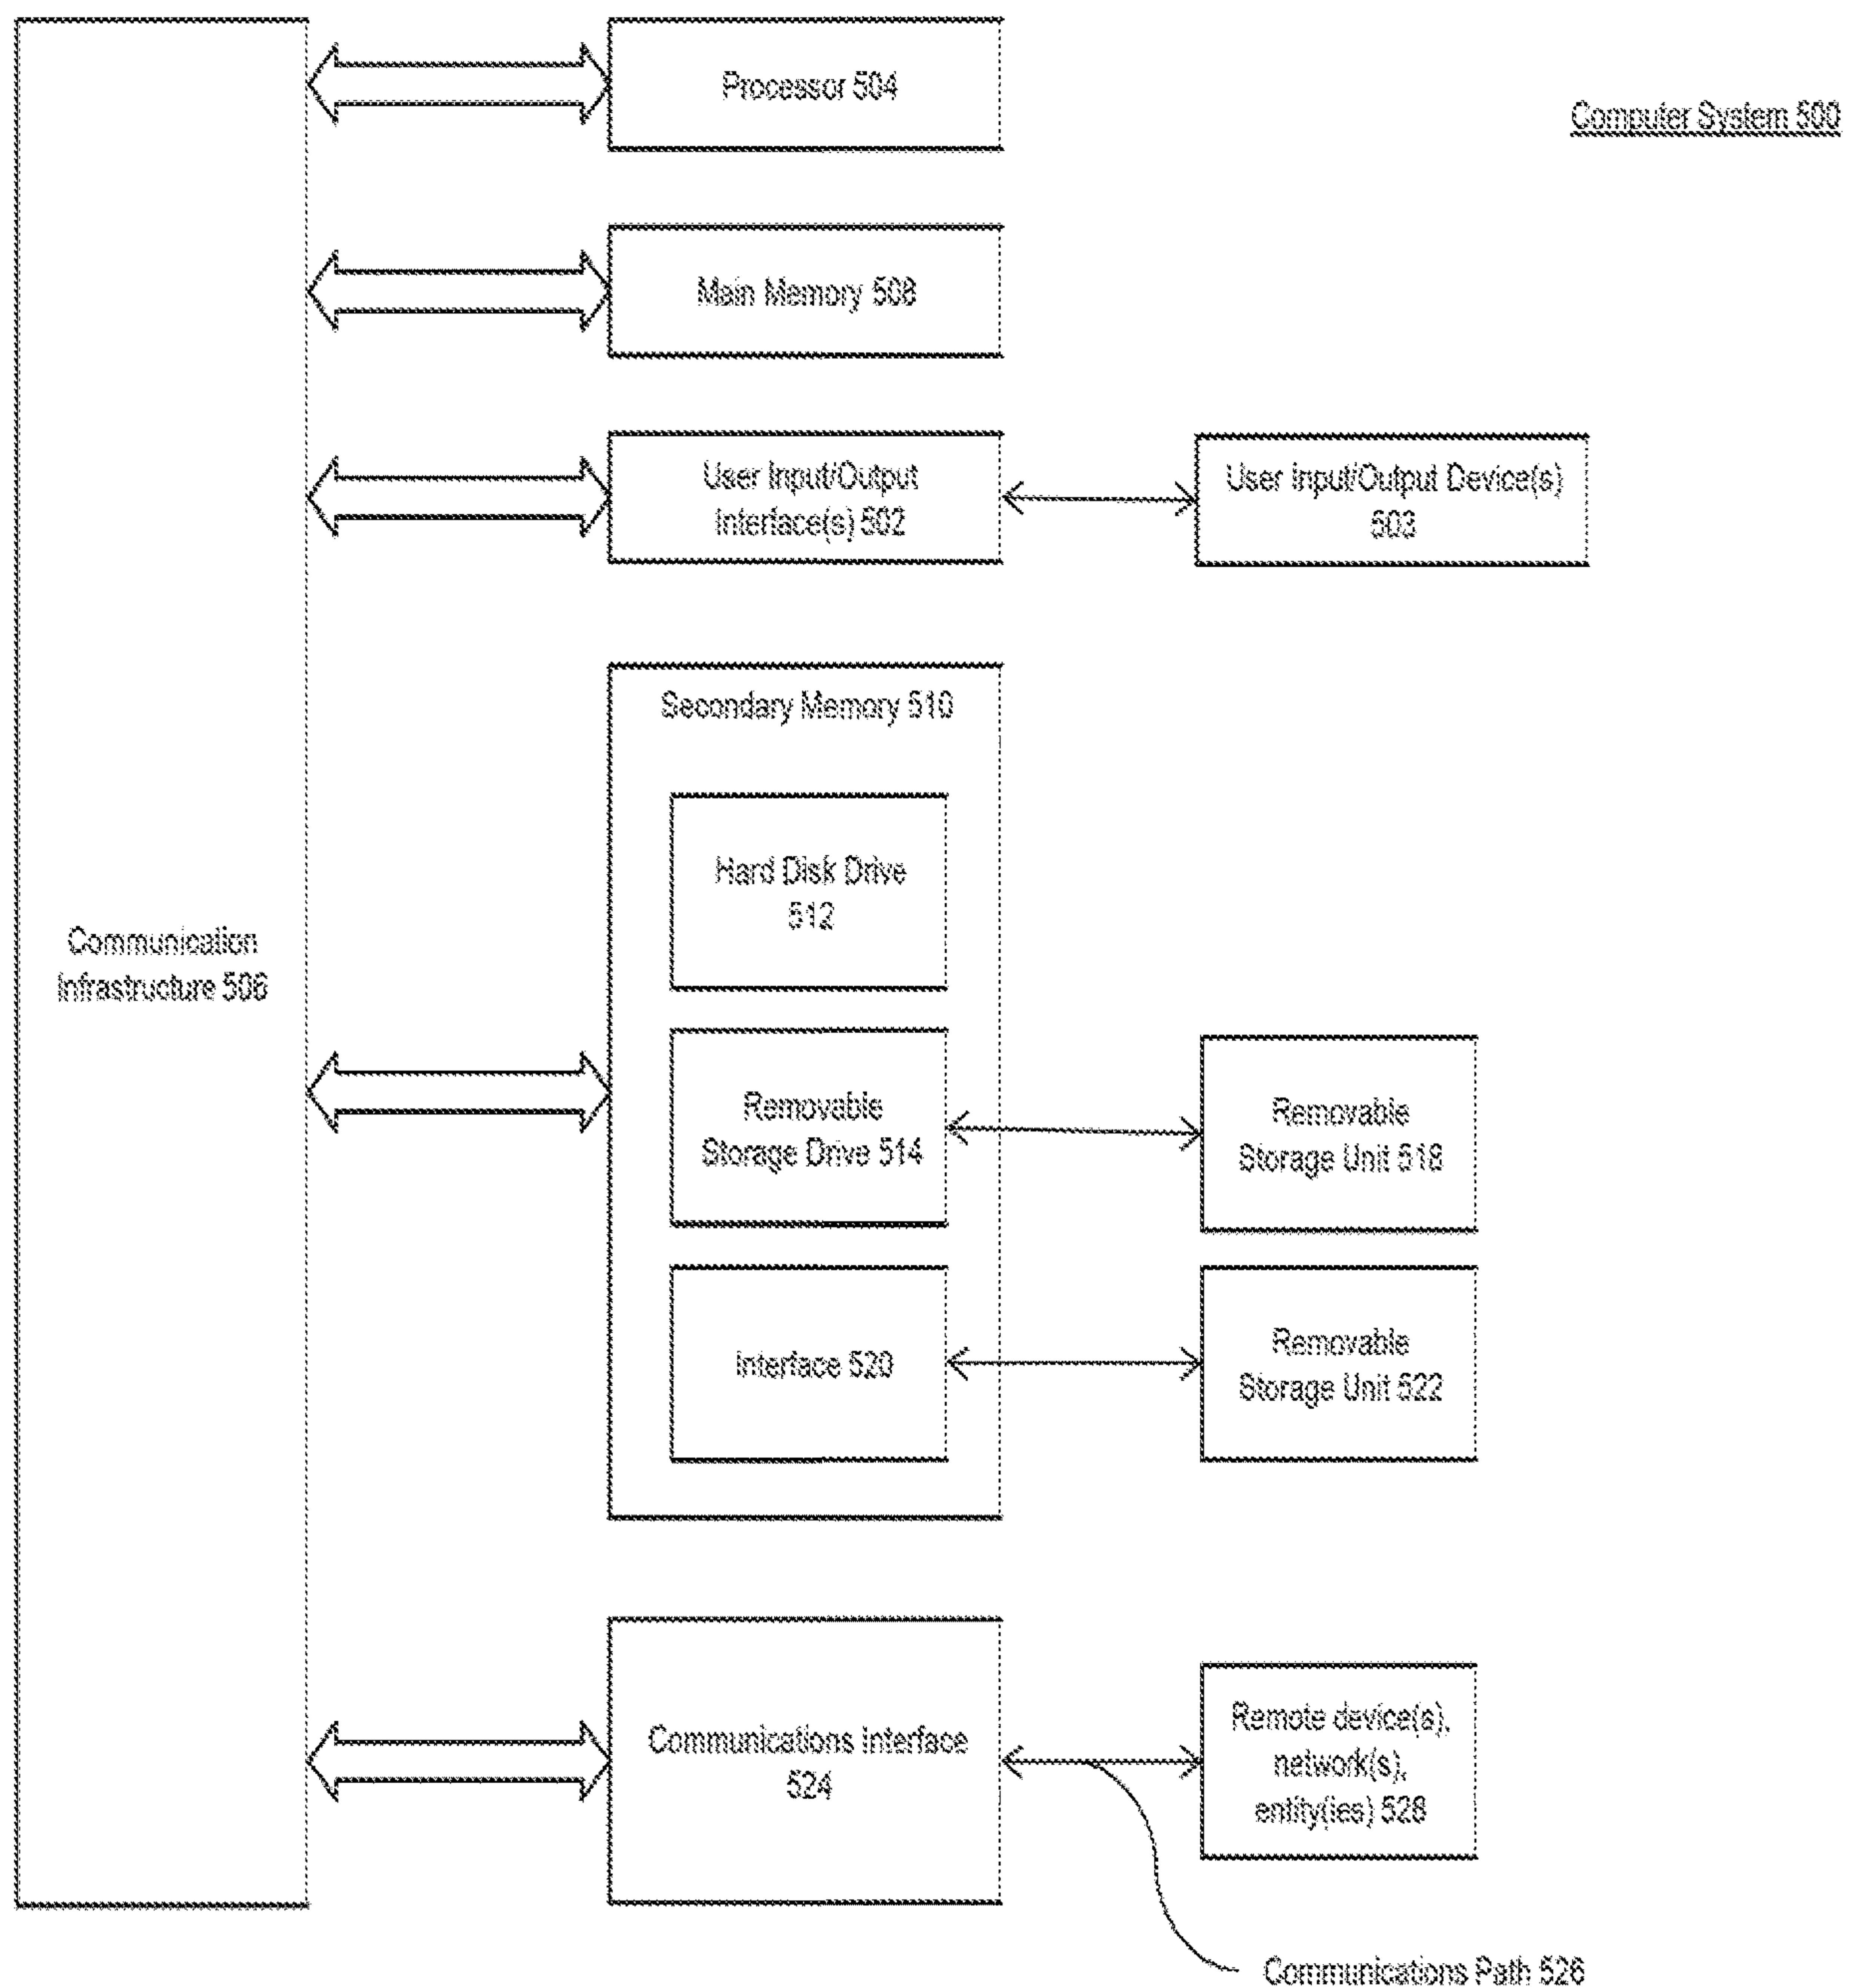 Processor 504
Computer System 500
Main Memory 508
User Input/Output
Interface(s) 502
User Input/Output Device(s)
503
Secondary Memory 510
Hard Disk Drive
512
Communication
Infrastructure 506
Removable
Storage Drive 514
Removable
Storage Unit 518
Interface 520
Removable
Storage Unit 522
Communications Interface
524
Remote device(s),
network(s),
entity(ies) 528
Communications Path 526